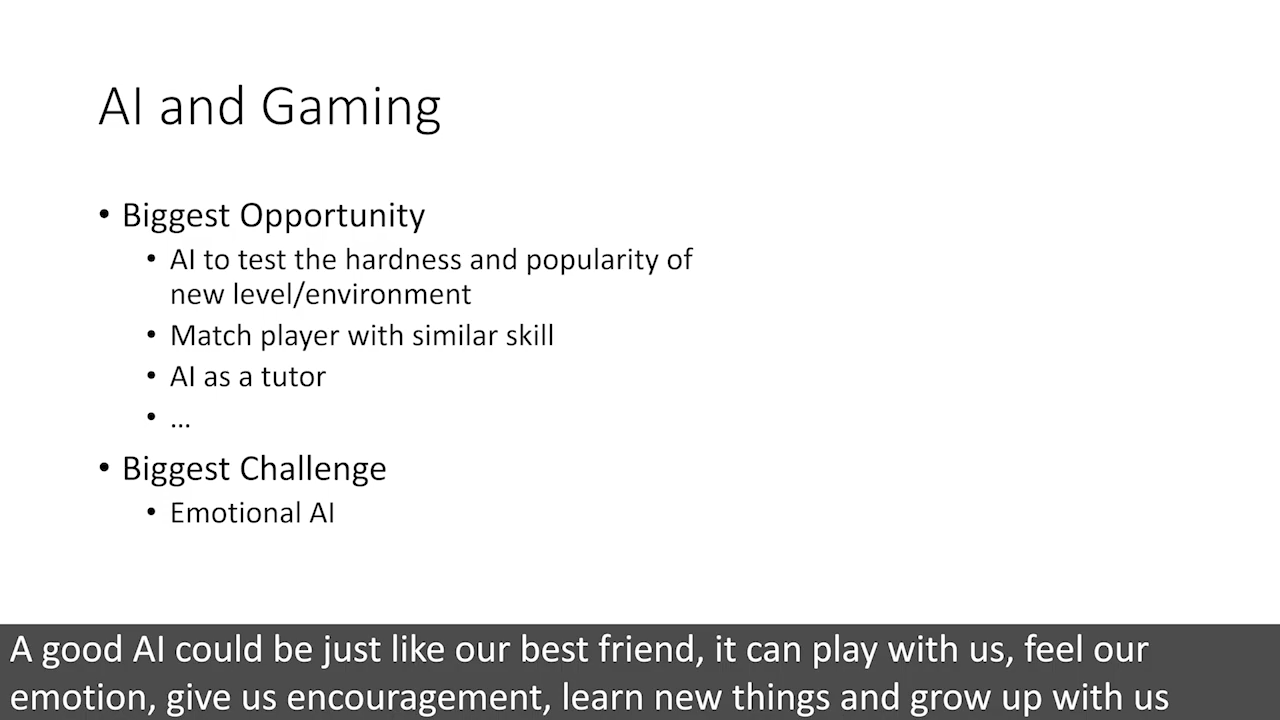 AI and Gaming
• Biggest Opportunity
• AI to test the hardness and popularity of
new level/environment
• Match player with similar skill
• AI as a tutor
• …
• Biggest Challenge
• Emotional AI
A good AI could be just like our best friend, it can play with us, feel our
emotion, give us encouragement, learn new things and grow up with us